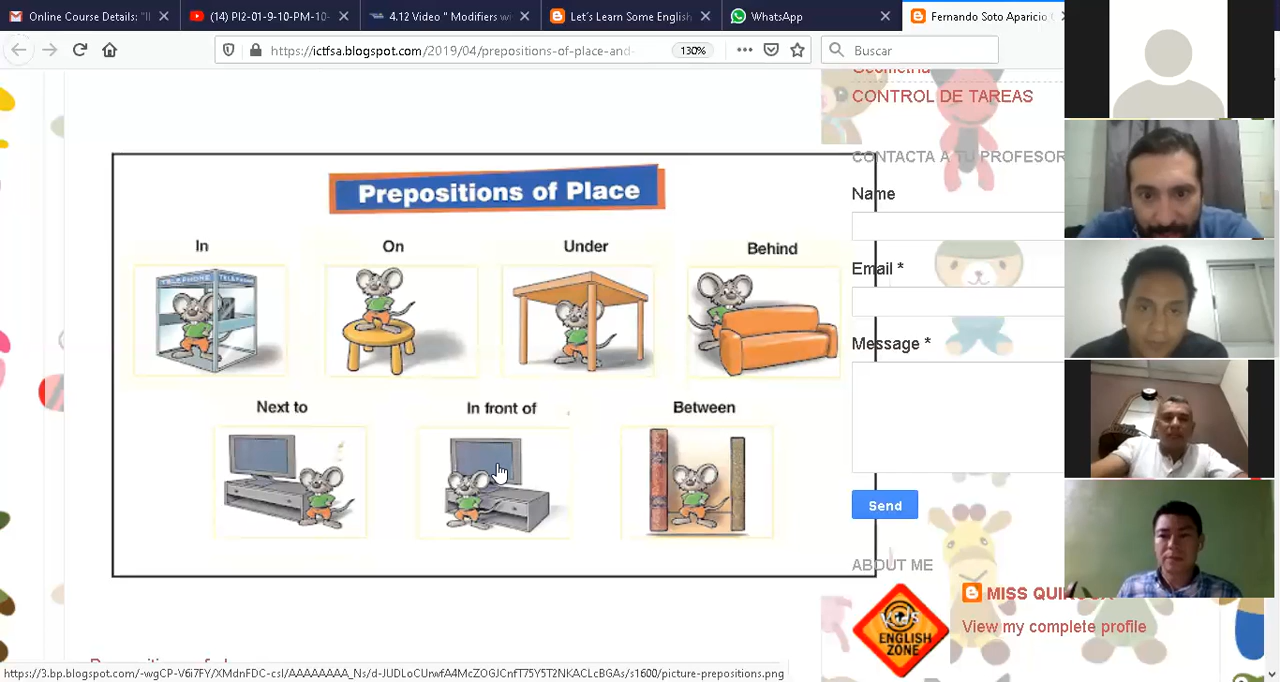 Online Course Details: "I
(14) PI2-01-9-10-PM-10-
4.12 Video " Modifiers w
Let's Learn Some English
WhatsApp
Fernando Soto Aparicio
https://ictfsa.blogspot.com/2019/04/prepositions-of-place-and-
130%
Buscar
Geometria
CONTROL DE TAREAS
CONTACTA A TU PROFESOR
Name
Email *
Message *
Send
ABOUT ME
Kids
ENGLISH
ZONE
View my complete profile
Prepositions of Place
In
On
Under
Behind
TELEPHONE
TELEPHONE
Next to
In front of
Between
https://3.bp.blogspot.com/-wgCP-V6i7FY/XMdnFDC-csI/AAAAAAAA_Ns/d-JUDLoCUrwfA4McZOGJCnfT75Y5T2NKACLcBGAs/s1600/picture-prepositions.png